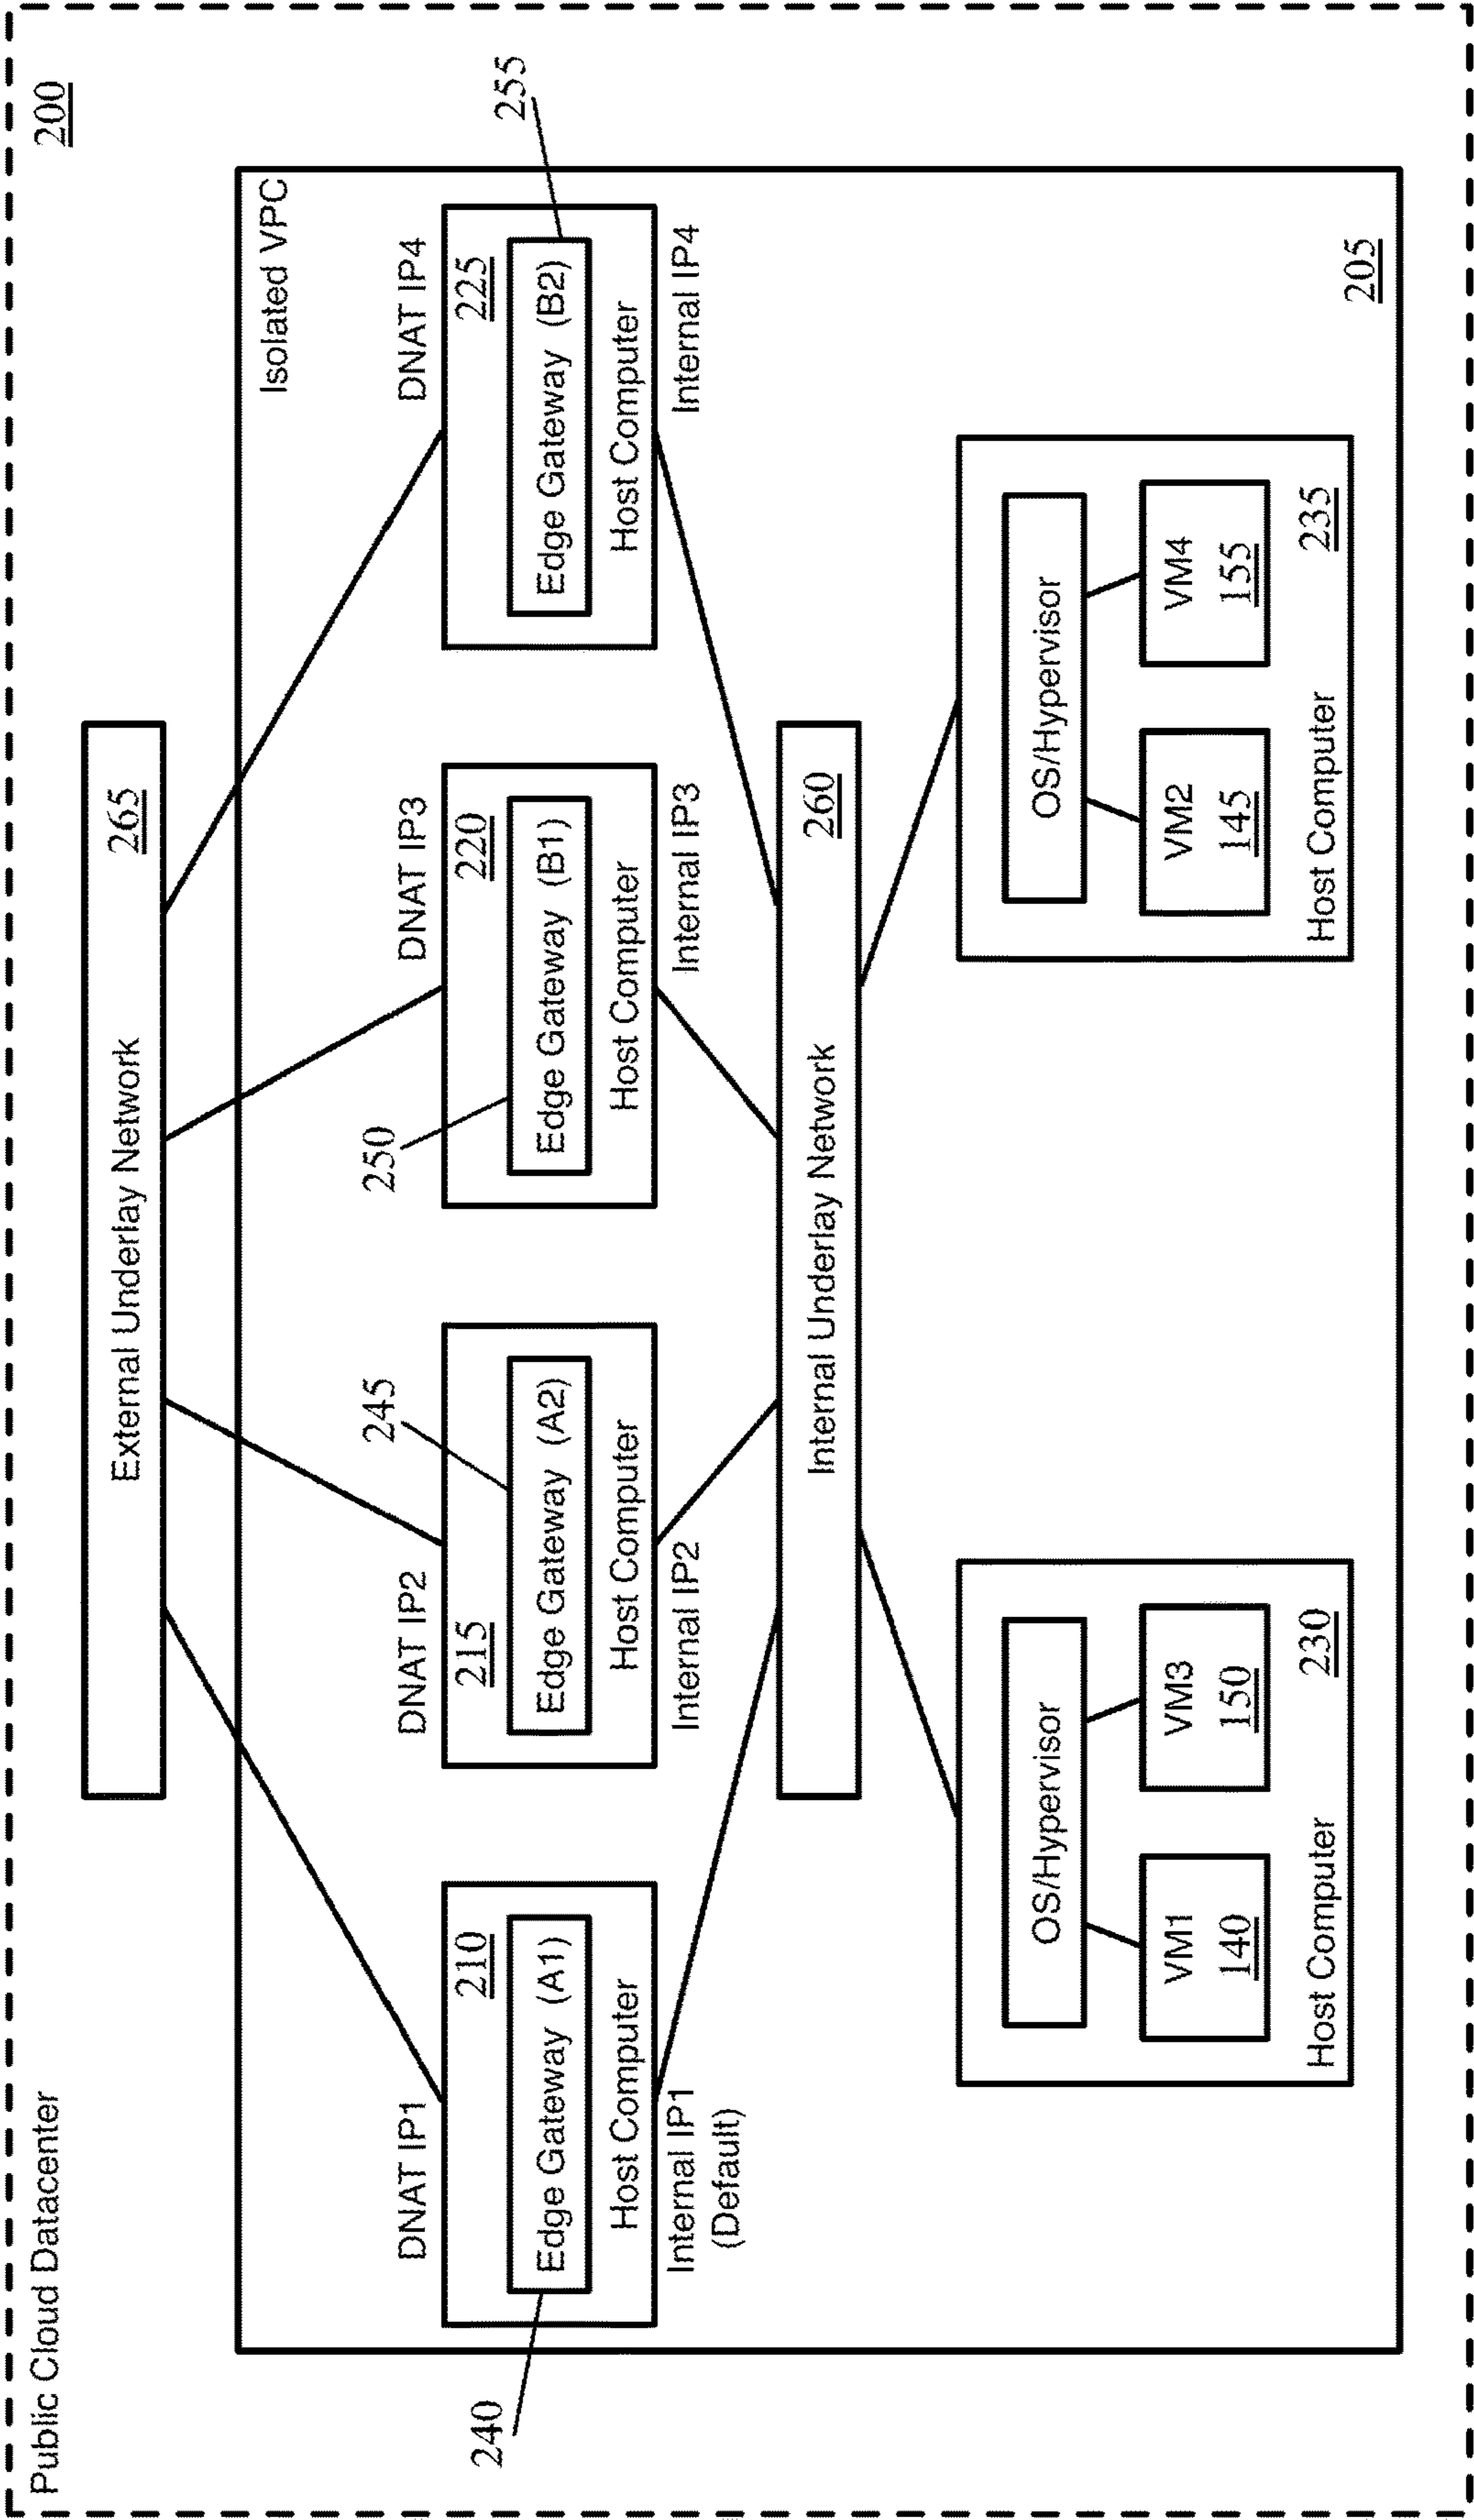 Public Cloud Datacenter
200
External Underlay Network
265
Isolated VPC
DNAT IP1
DNAT IP2
DNAT IP3
DNAT IP4
240
245
250
255
210
Edge Gateway (A1)
Host Computer
215
Edge Gateway (A2)
Host Computer
220
Edge Gateway (B1)
Host Computer
225
Edge Gateway (B2)
Host Computer
Internal IP1
(Default)
Internal IP2
Internal IP3
Internal IP4
Internal Underlay Network
260
OS/Hypervisor
VM1
140
VM3
150
Host Computer
230
OS/Hypervisor
VM2
145
VM4
155
Host Computer
235
205